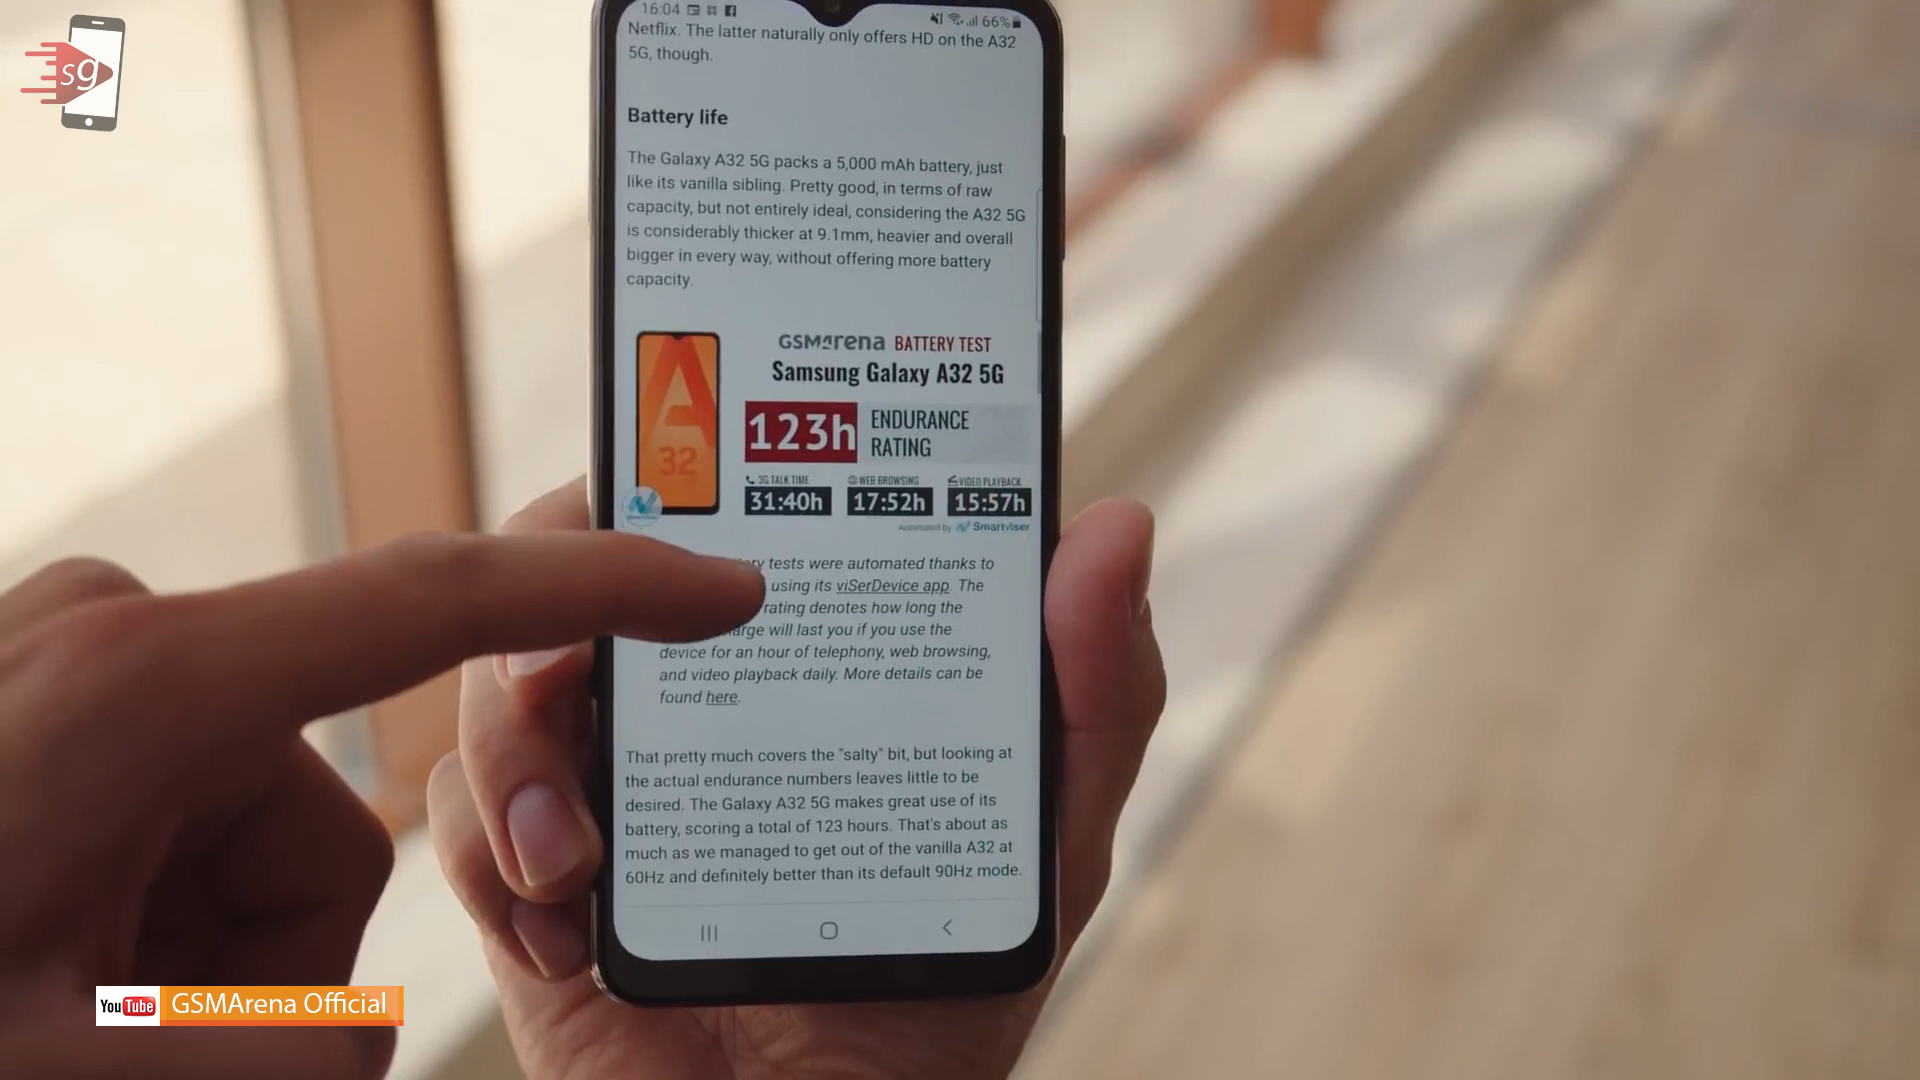 16:04
66%
sg
Netflix. The latter naturally only offers HD on the A32
5G, though.
Battery life
The Galaxy A32 5G packs a 5,000 mAh battery, just
like its vanilla sibling. Pretty good, in terms of raw
capacity, but not entirely ideal, considering the A32 5G
is considerably thicker at 9.1mm, heavier and overall
bigger in every way, without offering more battery
capacity.
GSMArena BATTERY TEST
Samsung Galaxy A32 5G
A
32
123h ENDURANCE
RATING
3G TALK TIME WEB BROWSING VIDEO PLAYBACK
31:40h 17:52h 15:57h
Automated by Smartviser
tests were automated thanks to
using its viSerDevice app. The
rating denotes how long the
will last you if you use the
device for an hour of telephony, web browsing,
and video playback daily. More details can be
found here.
That pretty much covers the "salty" bit, but looking at
the actual endurance numbers leaves little to be
desired. The Galaxy A32 5G makes great use of its
battery, scoring a total of 123 hours. That's about as
much as we managed to get out of the vanilla A32 at
60Hz and definitely better than its default 90Hz mode.
YouTube GSMArena Official